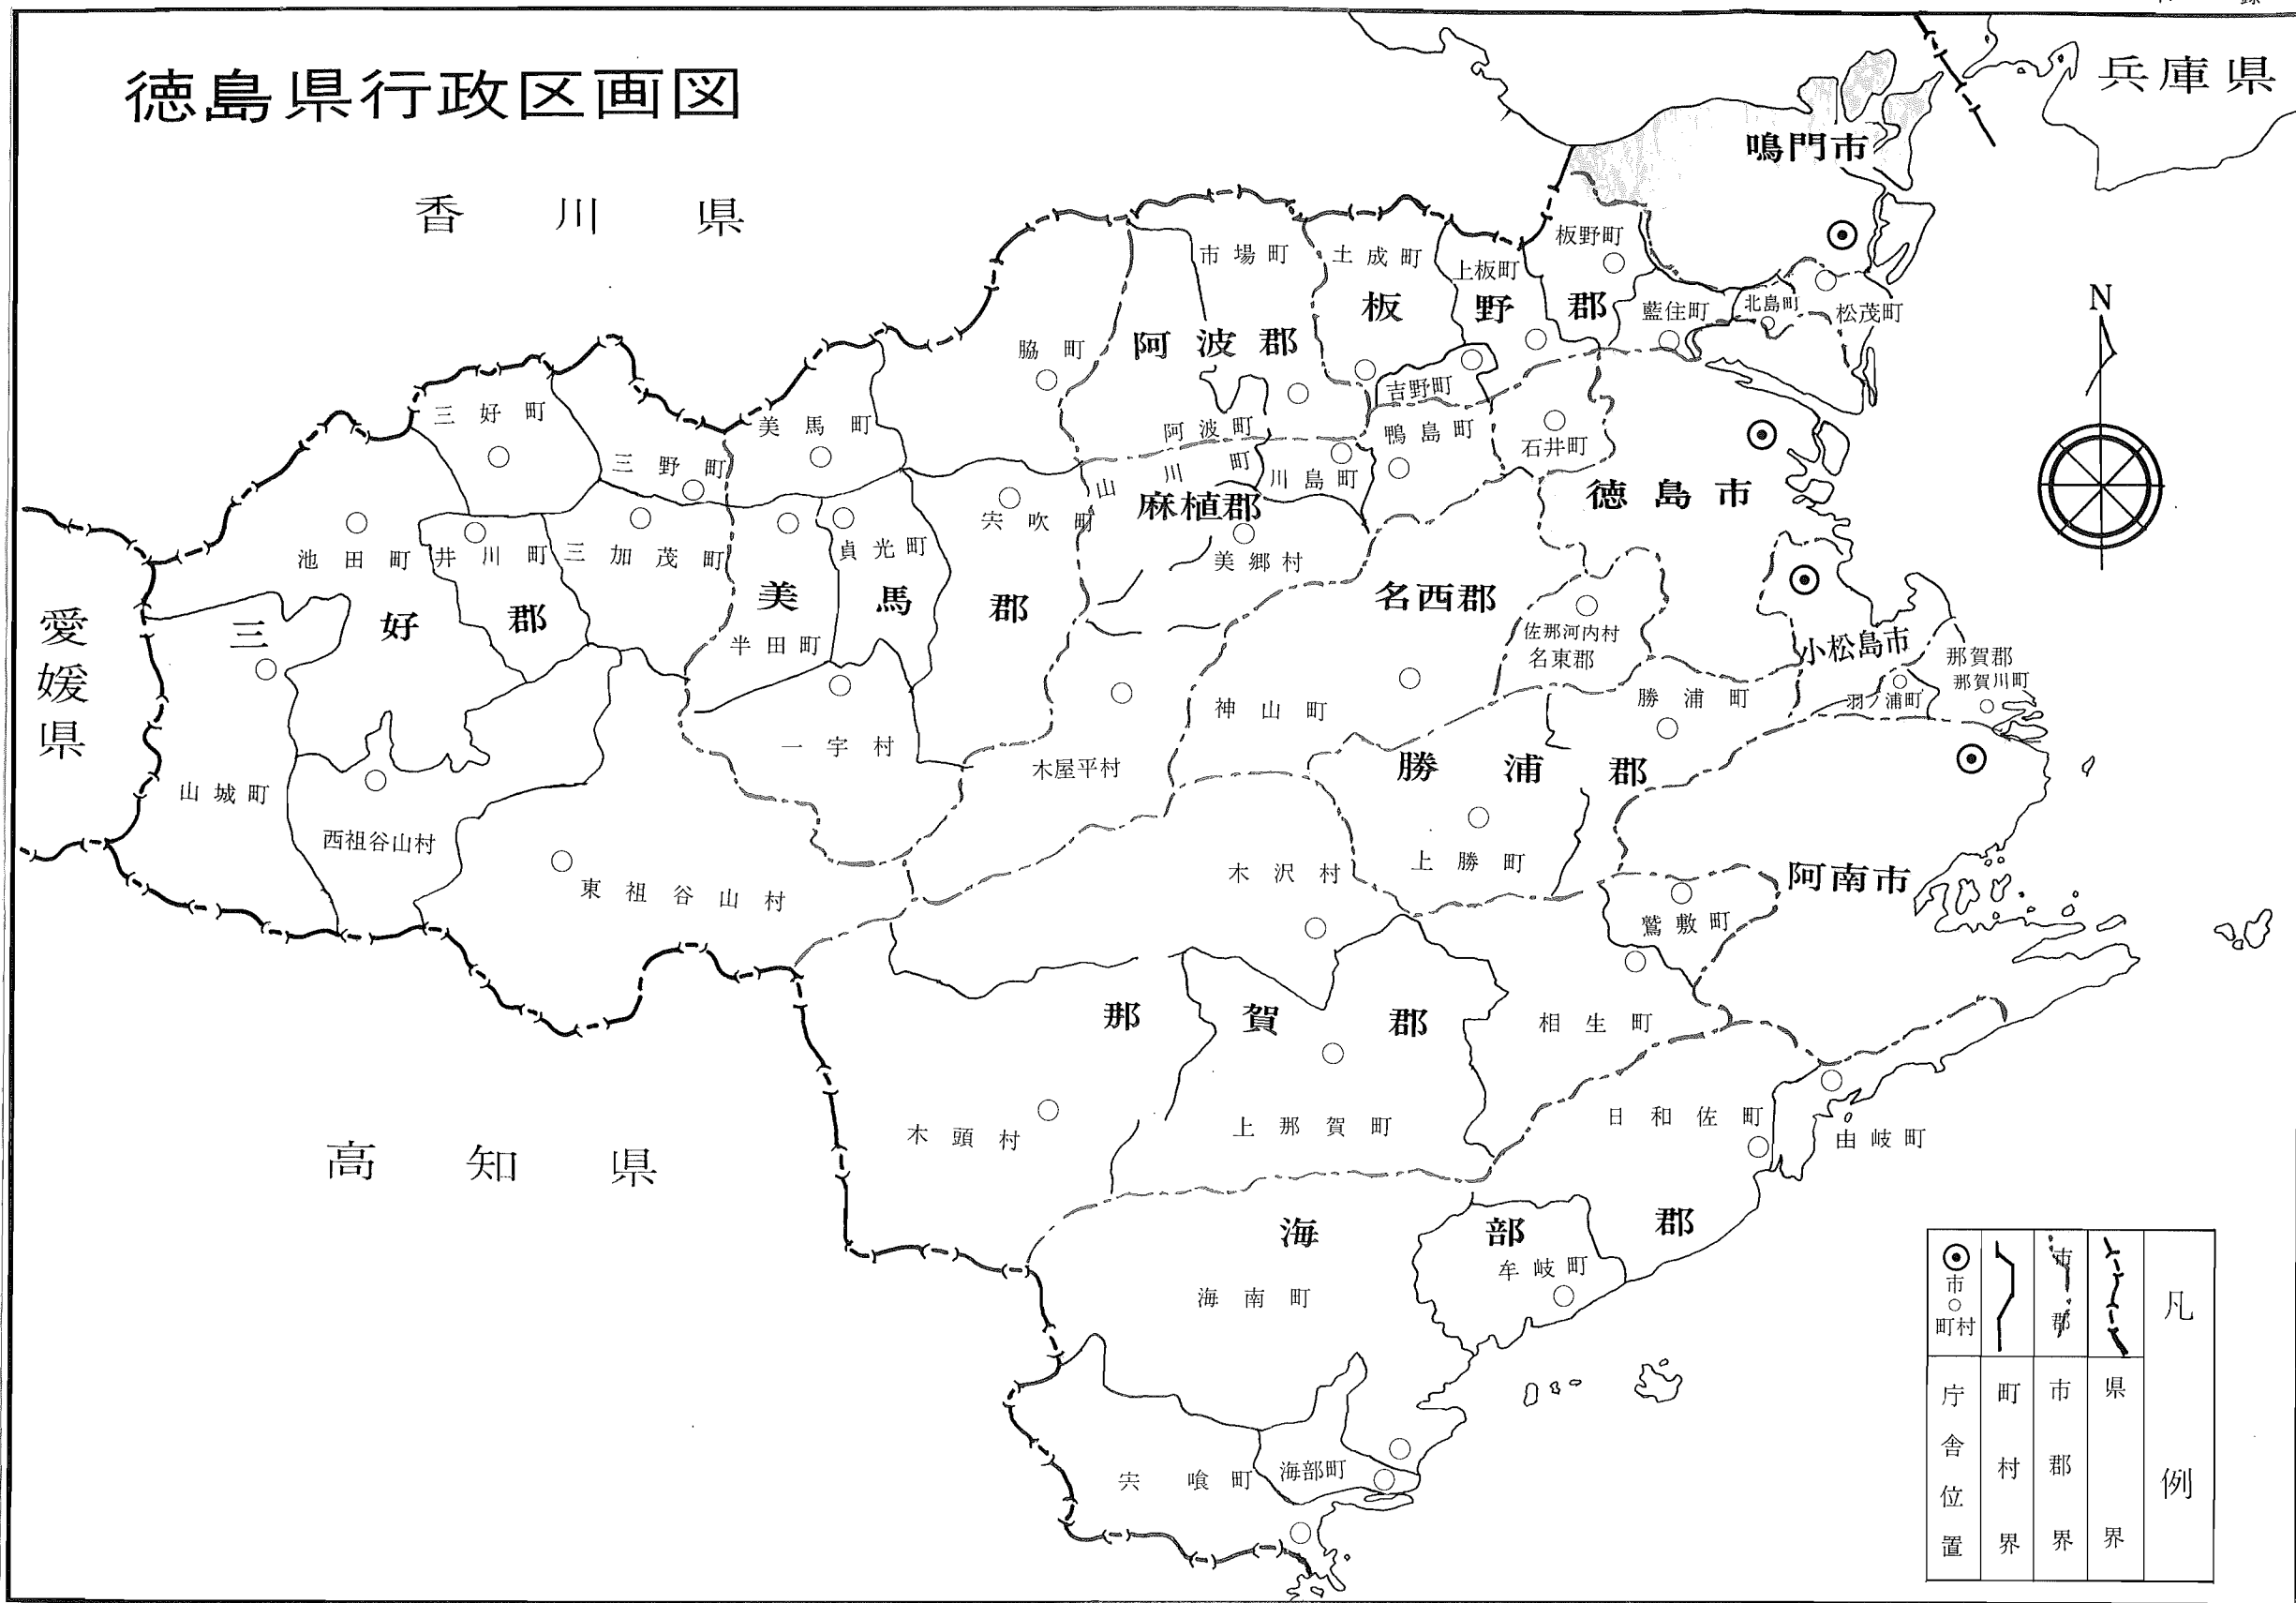 徳島県行政区画図
兵庫県
鳴門市
香川県
板野町
市場町
土成町
上板町
N
板野郡
藍住町
北島町
松茂町
阿波郡
脇町
吉野町
三好町
美馬町
阿波町
鴨島町
石井町
三野町
山川町
川島町
徳島市
麻植郡
穴吹町
池田町
井川町
三加茂町
貞光町
美郷村
名西郡
美馬郡
三好郡
愛媛県
半田町
佐那河内村
名東郡
小松島市
那賀郡
那賀川町
羽ノ浦町
勝浦町
神山町
一宇村
木屋平村
勝浦郡
山城町
西祖谷山村
東祖谷山村
木沢村
上勝町
阿南市
鷲敷町
那賀郡
相生町
高知県
木頭村
上那賀町
日和佐町
由岐町
海部郡
牟岐町
海南町
宍喰町
海部町
凡例
県界
市郡界
市
郡
町村界
庁舎位置
市
町村